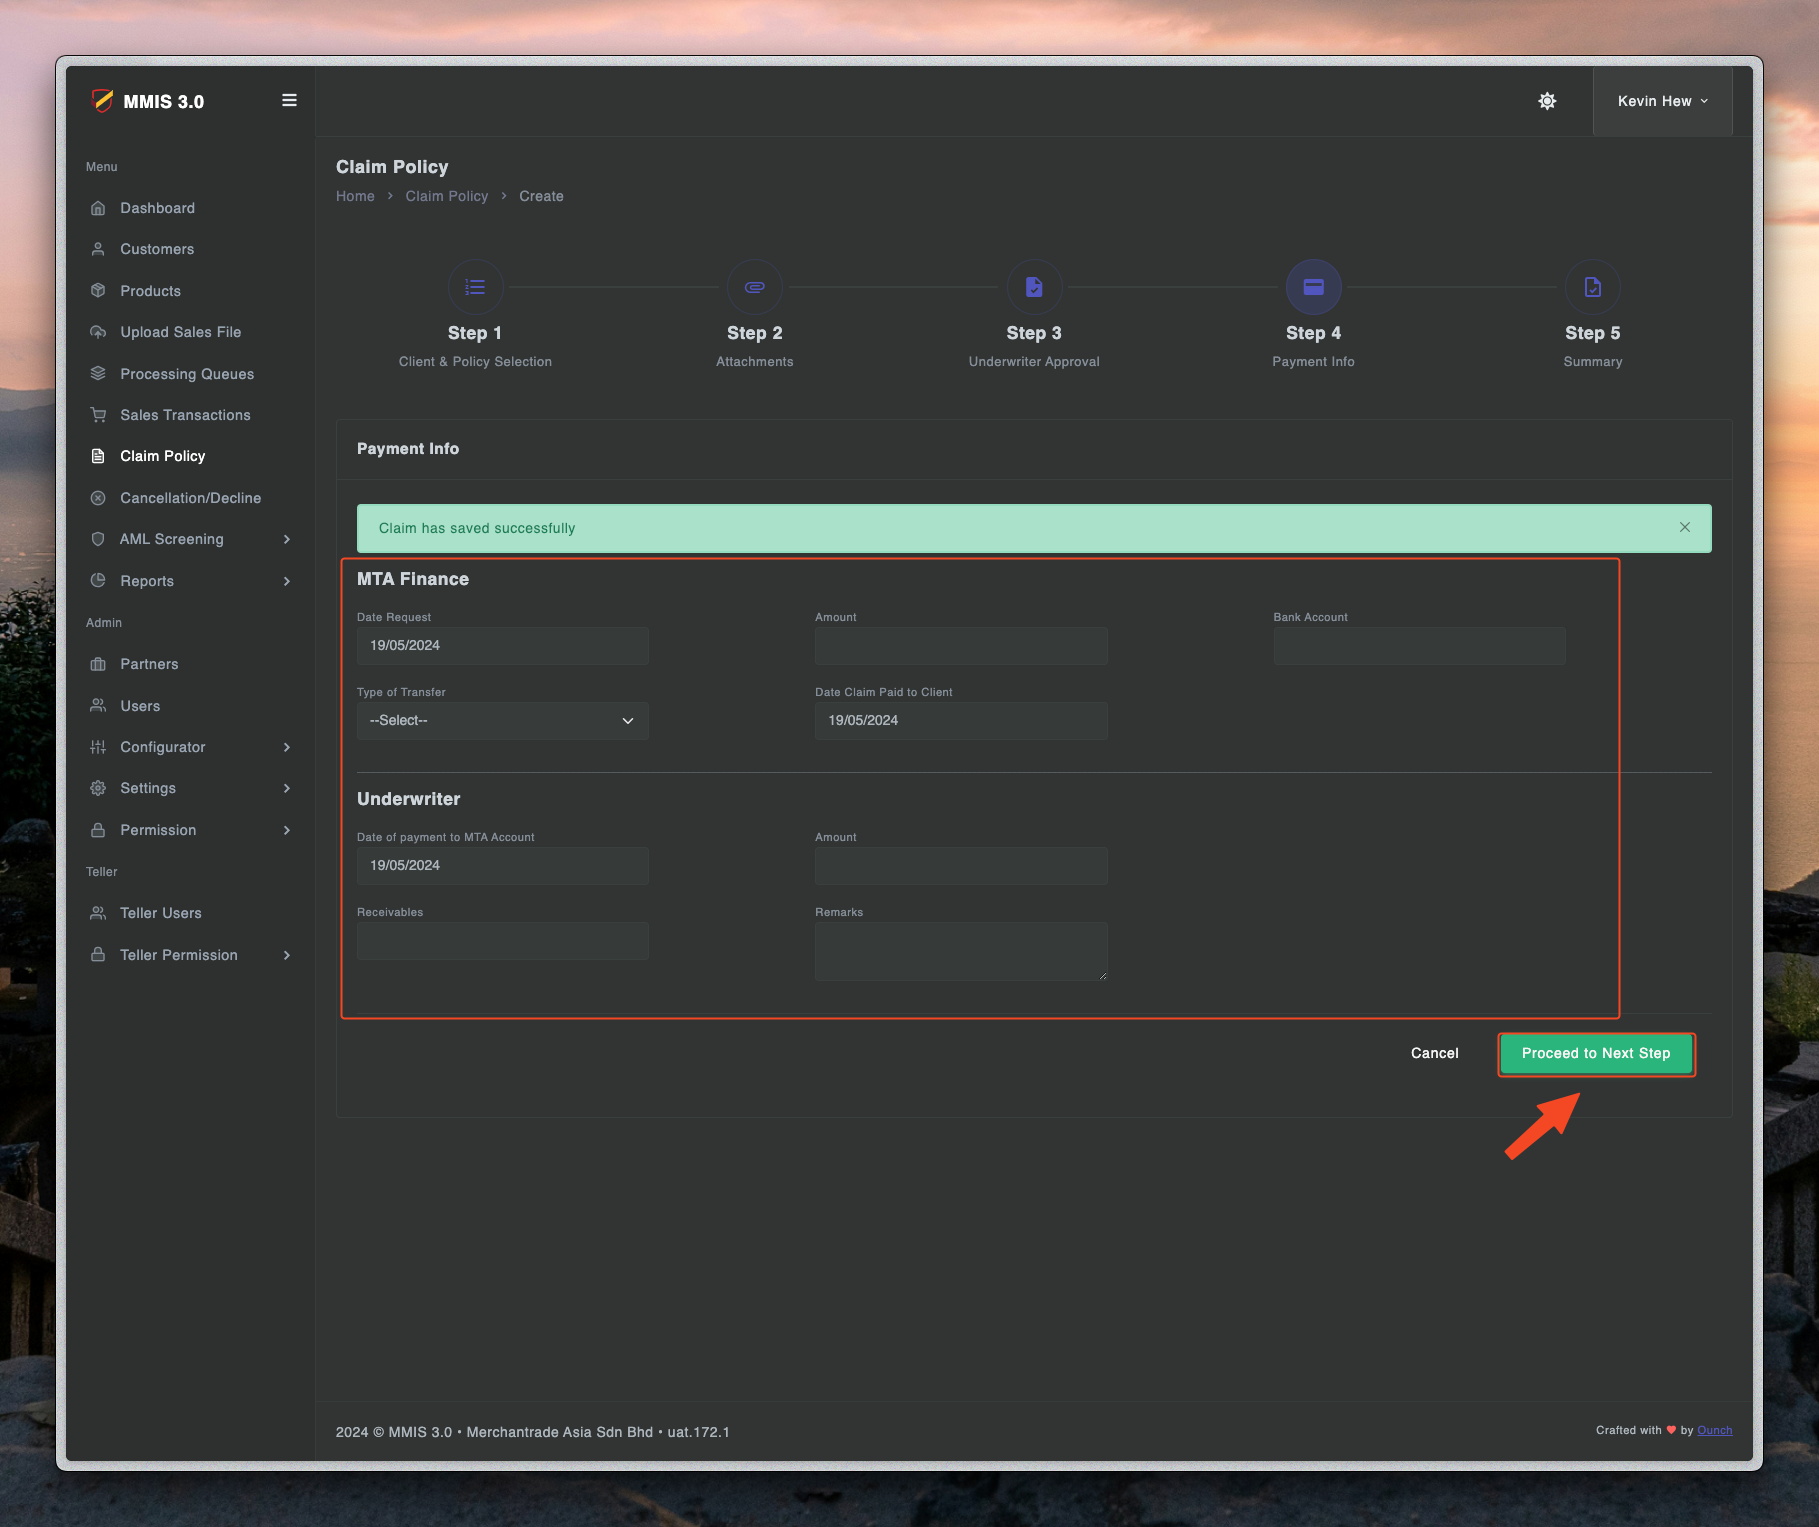 MMIS 3.0
Kevin Hew
Menu
Dashboard
Customers
Products
Upload Sales File
Processing Queues
Sales Transactions
Claim Policy
Cancellation/Decline
AML Screening
Reports
Admin
Partners
Users
Configurator
Settings
Permission
Teller
Teller Users
Teller Permission
Claim Policy
Home > Claim Policy > Create
Step 1
Client & Policy Selection
Step 2
Attachments
Step 3
Underwriter Approval
Step 4
Payment Info
Step 5
Summary
Payment Info
Claim has saved successfully
MTA Finance
Date Request
19/05/2024
Amount
Bank Account
Type of Transfer
--Select--
Date Claim Paid to Client
19/05/2024
Underwriter
Date of payment to MTA Account
19/05/2024
Amount
Receivables
Remarks
Cancel
Proceed to Next Step
2024 © MMIS 3.0 • Merchantrade Asia Sdn Bhd • uat.172.1
Crafted with ♥ by Ounch